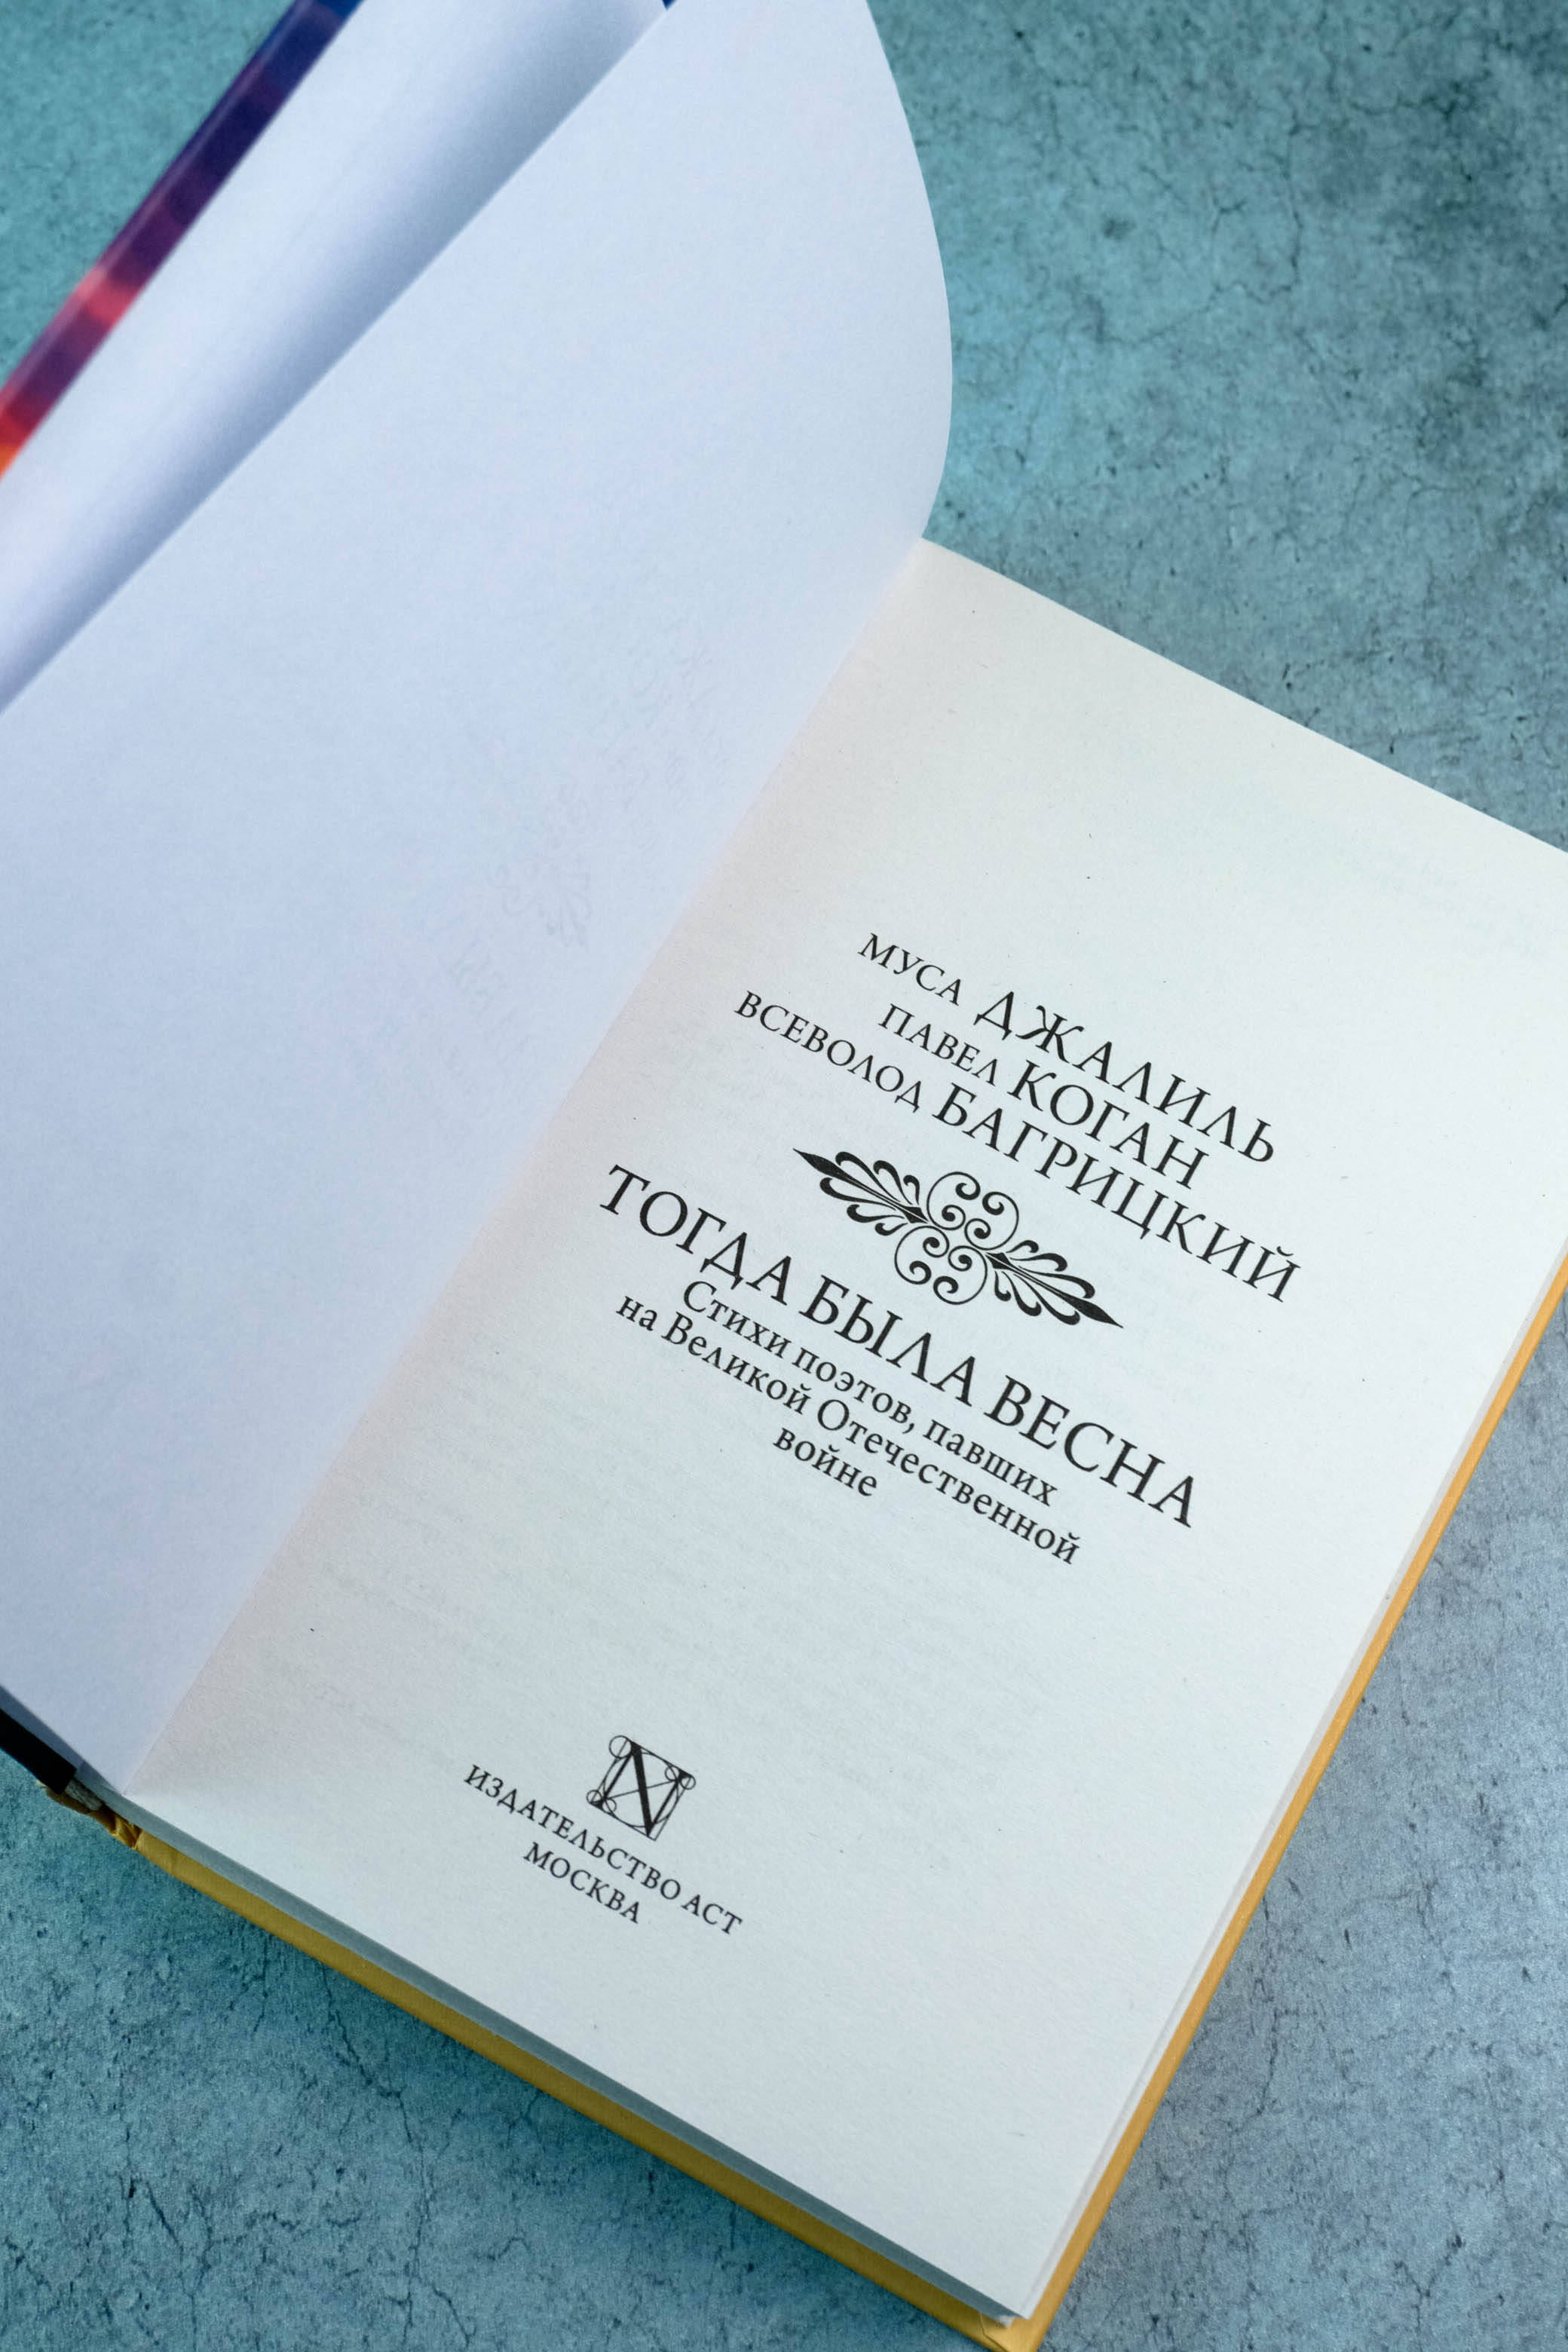 МУСА ДЖАЛИЛЬ
ПАВЕЛ КОГАН
ВСЕВОЛОД БАГРИЦКИЙ
ТОГДА БЫЛА ВЕСНА
Стихи поэтов, павших
на Великой Отечественной
войне
ИЗДАТЕЛЬСТВО АСТ
МОСКВА